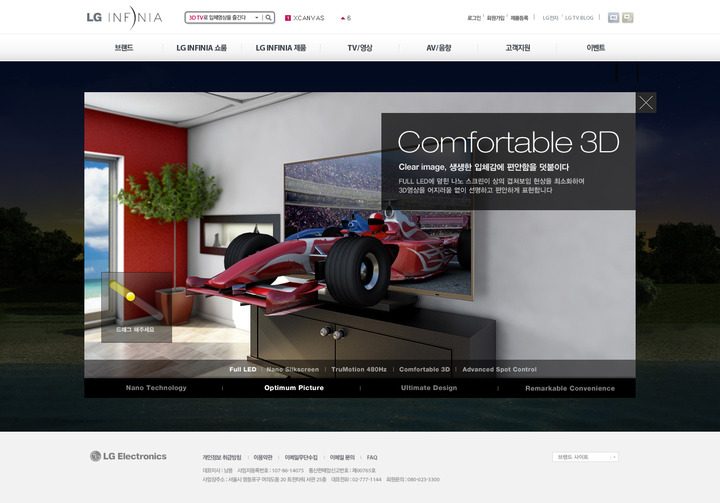 LG INFINIA
3D TV로 입체영상을 즐긴다
1 XCANVAS
6
로그인 회원가입 제품등록
LG전자 LG TV BLOG
브랜드 LG INFINIA 쇼룸 LG INFINIA 제품 TV/영상 AV/음향 고객지원 이벤트
Comfortable 3D
Clear image, 생생한 입체감에 편안함을 덧붙이다
FULL LED에 덮힌 나노 스크린이 상의 겹쳐보임 현상을 최소화하여
3D영상을 어지러움 없이 선명하고 편안하게 표현합니다
드래그 해주세요
Full LED Nano Silkscreen TruMotion 480Hz Comfortable 3D Advanced Spot Control
Nano Technology Optimum Picture Ultimate Design Remarkable Convenience
LG Electronics
개인정보 취급방침 이용약관 이메일무단수집 이메일 문의 FAQ
브랜드 사이트
대표이사 : 남용 사업자등록번호 : 107-86-14075 통신판매업신고번호 : 제00765호
사업장주소 : 서울시 영등포구 여의도동 20 트윈타워 서관 25층 대표전화 : 02-777-1144 회원문의 : 080-023-3300